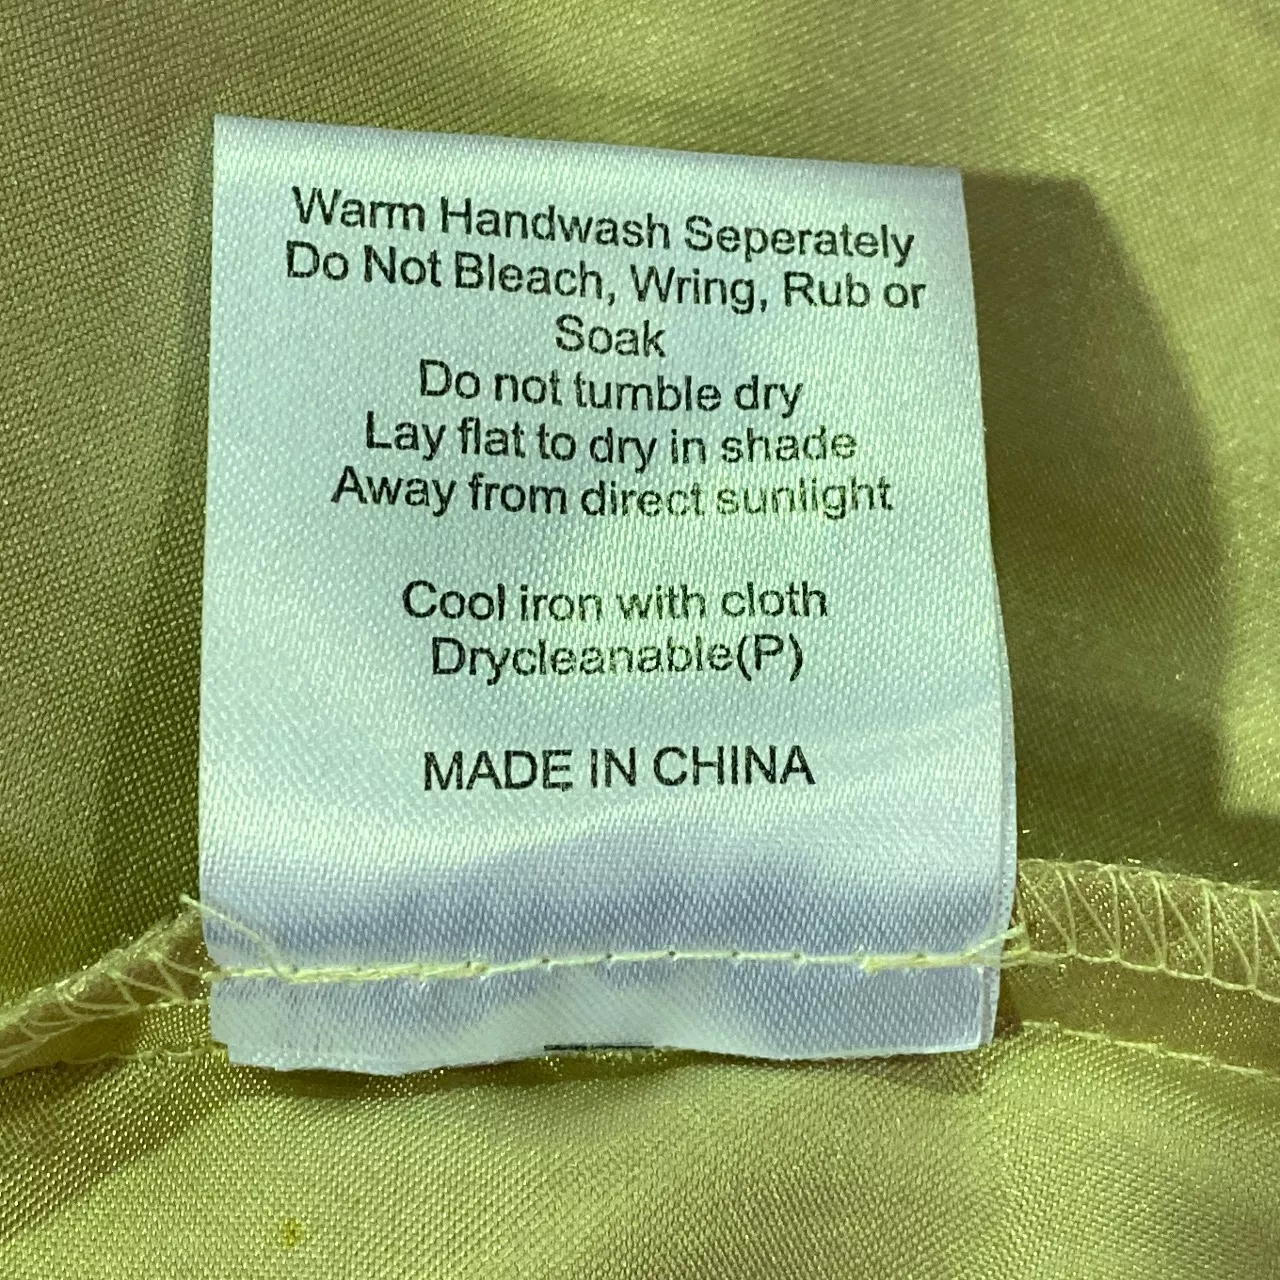 Warm Handwash Seperately
Do Not Bleach, Wring, Rub or
Soak
Do not tumble dry
Lay flat to dry in shade
Away from direct sunlight
Cool iron with cloth
Drycleanable(P)
MADE IN CHINA